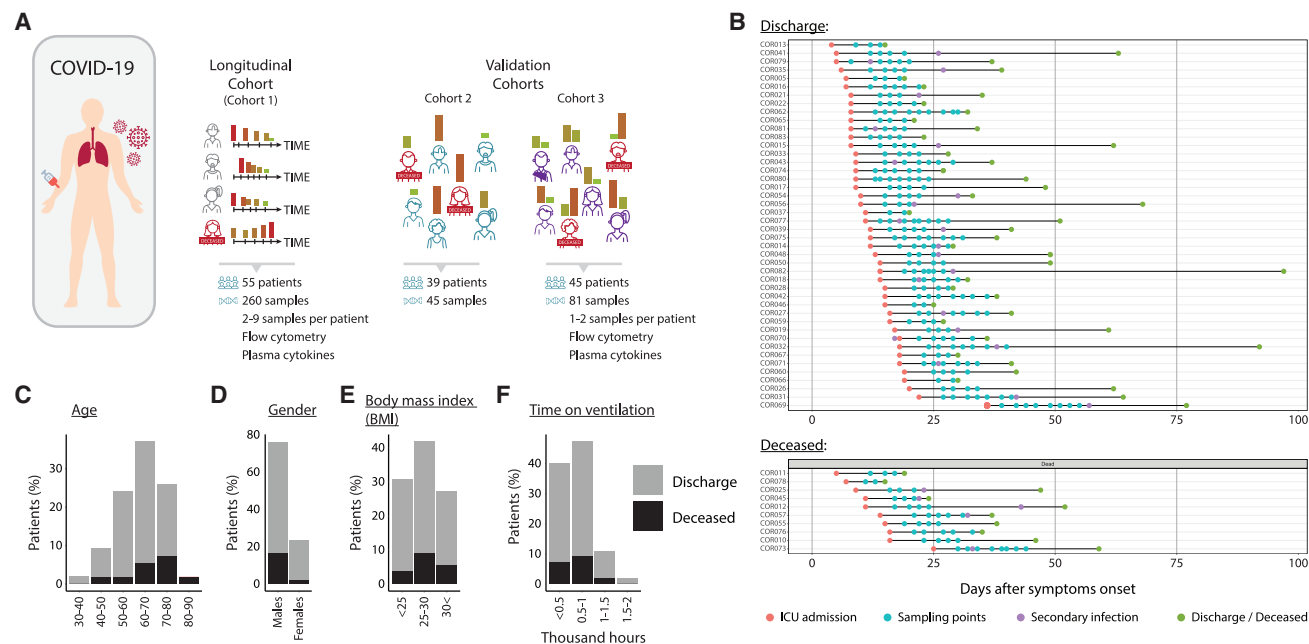 A
COVID-19
Longitudinal
Cohort
(Cohort 1)
TIME
TIME
TIME
DECEASED
TIME
55 patients
260 samples
2-9 samples per patient
Flow cytometry
Plasma cytokines
Validation
Cohorts
Cohort 2
Cohort 3
DECEASED
DECEASED
DECEASED
DECEASED
39 patients
45 samples
45 patients
81 samples
1-2 samples per patient
Flow cytometry
Plasma cytokines
B
Discharge:
COR013
COR041
COR079
COR035
COR005
COR016
COR021
COR022
COR062
COR065
COR081
COR083
COR015
COR033
COR043
COR074
COR080
COR017
COR054
COR056
COR037
COR077
COR039
COR075
COR014
COR048
COR050
COR082
COR018
COR028
COR042
COR046
COR027
COR059
COR019
COR070
COR032
COR067
COR071
COR060
COR066
COR026
COR031
COR069
0 25 50 75 100
Deceased:
Dead
COR011
COR078
COR025
COR045
COR012
COR057
COR055
COR076
COR010
COR073
0 25 50 75 100
Days after symptoms onset
ICU admission Sampling points Secondary infection Discharge / Deceased
C
Age
Patients (%)
30
20
10
0
30-40 40-50 50-60 60-70 70-80 80-90
D
Gender
Patients (%)
80
60
40
20
0
Males Females
E
Body mass index
(BMI)
Patients (%)
40
30
20
10
0
<25 25-30 30<
F
Time on ventilation
Patients (%)
40
30
20
10
0
<0.5 0.5-1 1-1.5 1.5-2
Thousand hours
Discharge
Deceased